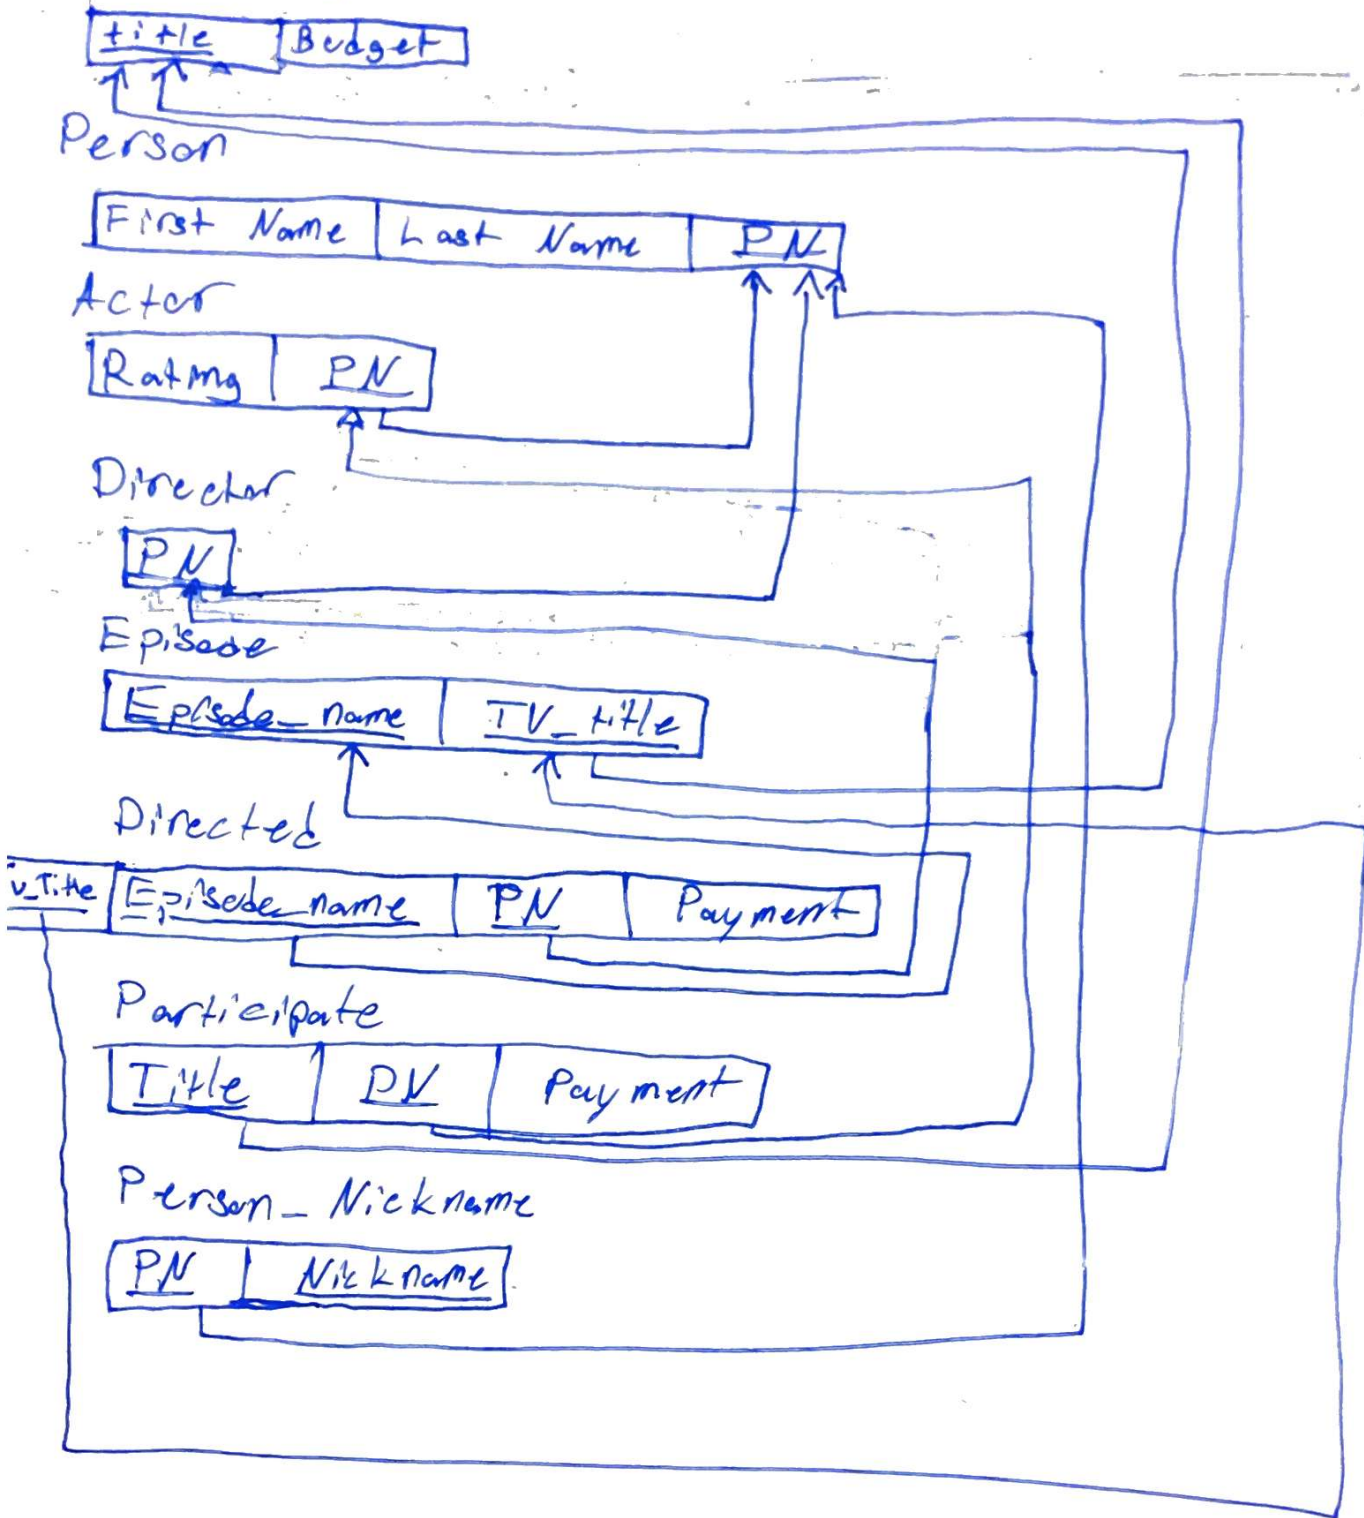 title Budget
Person
First Name Last Name PN
Actor
Rating PN
Director
PN
Episode
Episode_name TV_title
Directed
v_Title Episode_name PN Payment
Participate
Title PN Payment
Person_Nickname
PN Nickname